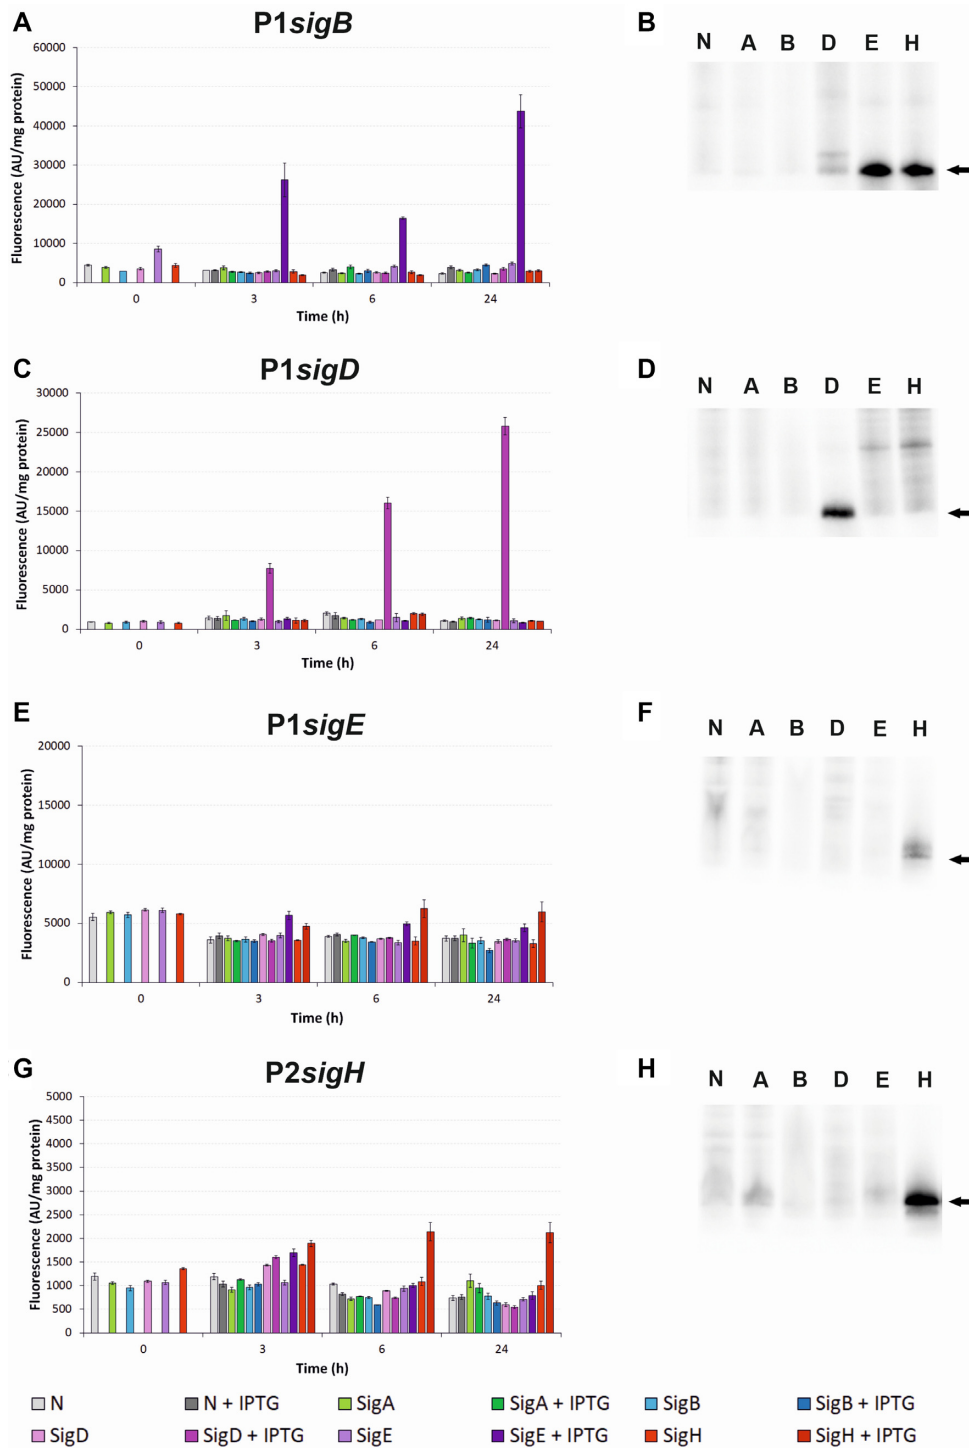 A
P1sigB
60000
50000
40000
30000
20000
10000
0
Fluorescence (AU/mg protein)
0 3 6 24
Time (h)
B
N A B D E H
C
P1sigD
30000
25000
20000
15000
10000
5000
0
Fluorescence (AU/mg protein)
0 3 6 24
Time (h)
D
N A B D E H
E
P1sigE
20000
15000
10000
5000
0
Fluorescence (AU/mg protein)
0 3 6 24
Time (h)
F
N A B D E H
G
P2sigH
5000
4500
4000
3500
3000
2500
2000
1500
1000
500
0
Fluorescence (AU/mg protein)
0 3 6 24
Time (h)
H
N A B D E H
N N + IPTG SigA SigA + IPTG SigB SigB + IPTG
SigD SigD + IPTG SigE SigE + IPTG SigH SigH + IPTG